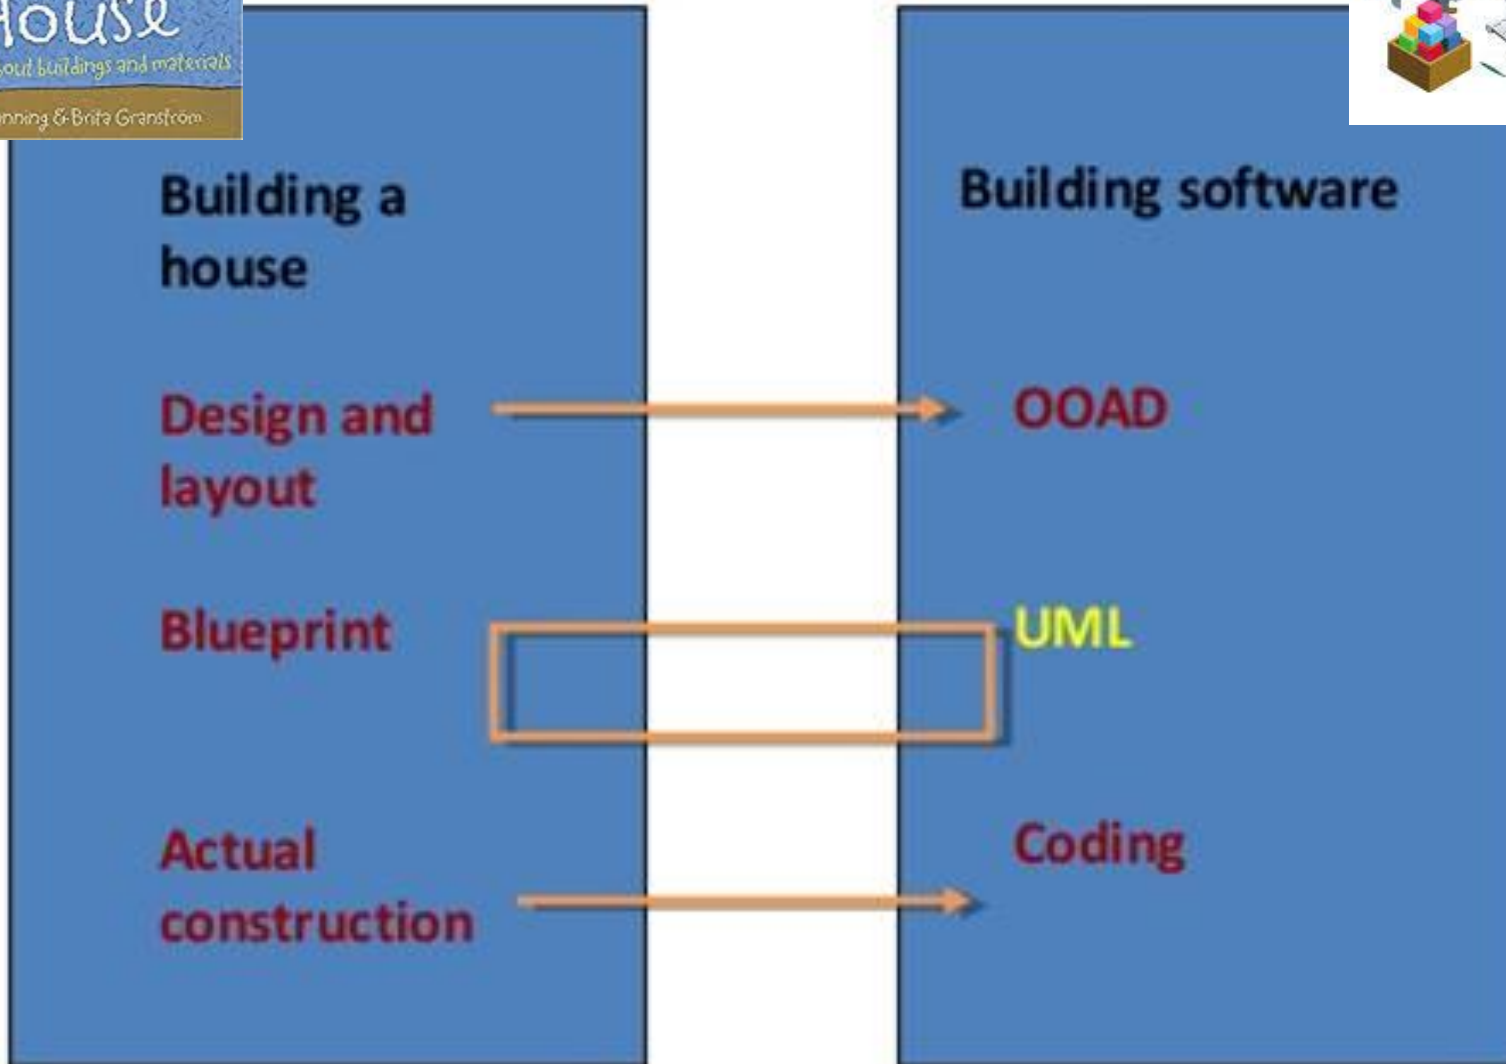 House
out buildings and materials
nning & Brita Granström
Building a
house
Building software
Design and
layout
OOAD
Blueprint
UML
Actual
construction
Coding